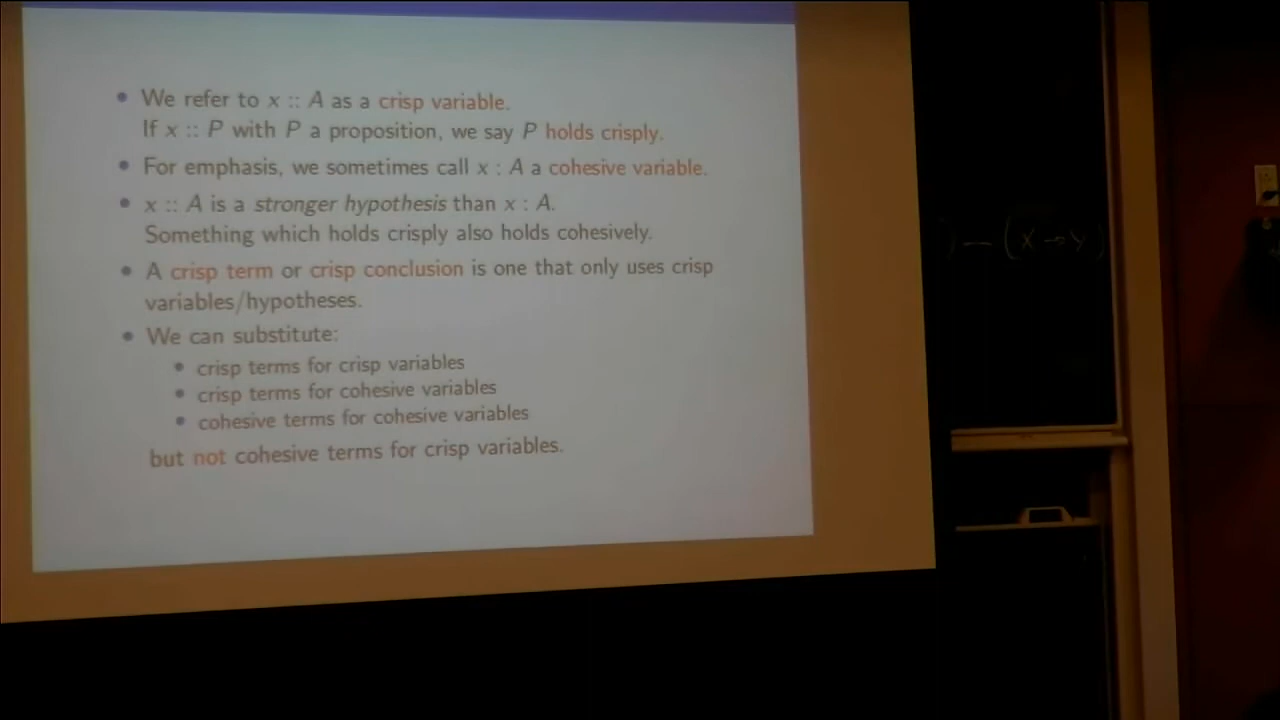 • We refer to x :: A as a crisp variable.
If x :: P with P a proposition, we say P holds crisply.
• For emphasis, we sometimes call x : A a cohesive variable.
• x :: A is a stronger hypothesis than x : A.
Something which holds crisply also holds cohesively.
• A crisp term or crisp conclusion is one that only uses crisp
variables/hypotheses.
• We can substitute:
• crisp terms for crisp variables
• crisp terms for cohesive variables
• cohesive terms for cohesive variables
but not cohesive terms for crisp variables.
) — (X → Y)